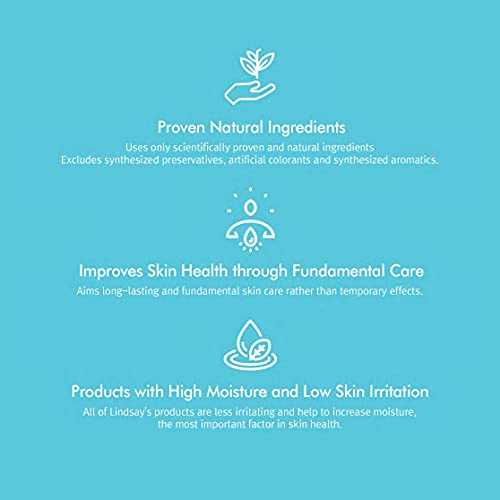 Proven Natural Ingredients
Uses only scientifically proven and natural ingredients
Excludes synthesized preservatives, artificial colorants and synthesized aromatics.
Improves Skin Health through Fundamental Care
Aims long-lasting and fundamental skin care rather than temporary effects.
Products with High Moisture and Low Skin Irritation
All of Lindsay's products are less irritating and help to increase moisture,
the most important factor in skin health.